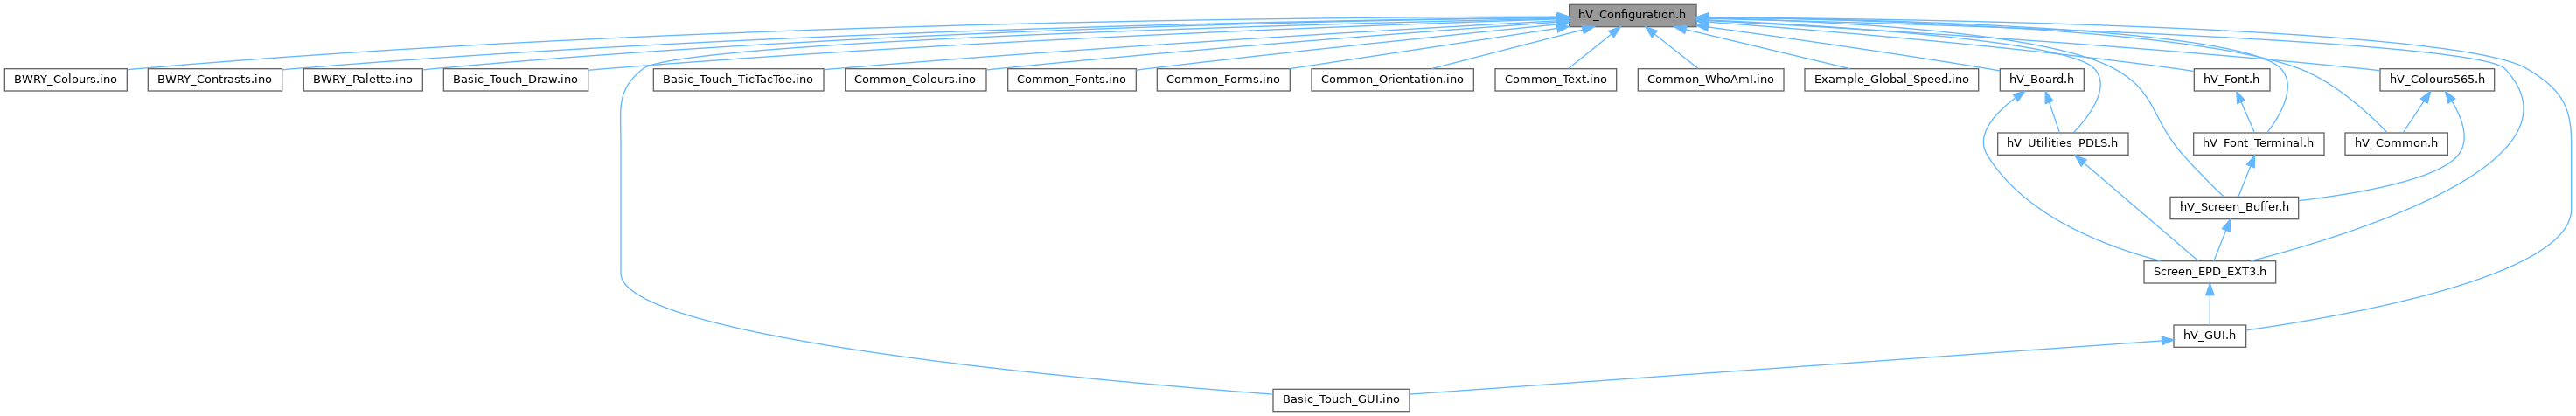 hV_Configuration.h
BWRY_Colours.ino
BWRY_Contrasts.ino
BWRY_Palette.ino
Basic_Touch_Draw.ino
Basic_Touch_TicTacToe.ino
Common_Colours.ino
Common_Fonts.ino
Common_Forms.ino
Common_Orientation.ino
Common_Text.ino
Common_WhoAmI.ino
Example_Global_Speed.ino
hV_Board.h
hV_Font.h
hV_Colours565.h
hV_Utilities_PDLS.h
hV_Font_Terminal.h
hV_Common.h
hV_Screen_Buffer.h
Screen_EPD_EXT3.h
hV_GUI.h
Basic_Touch_GUI.ino